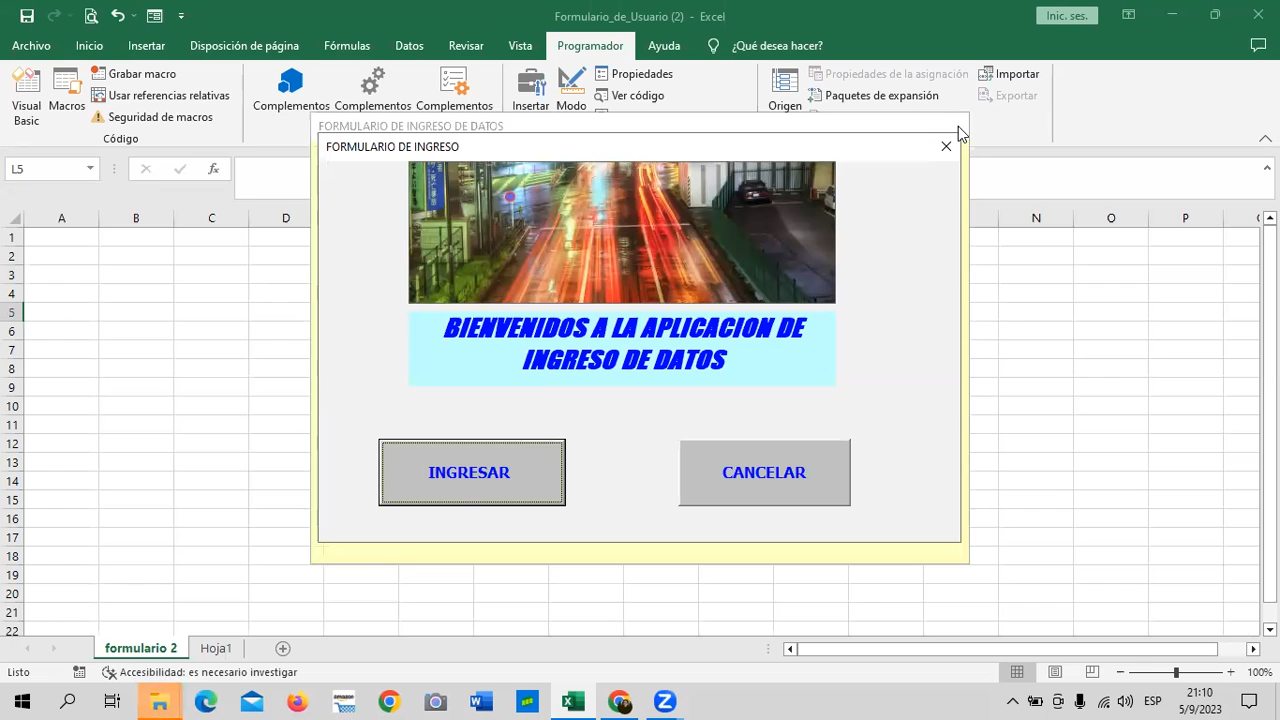 Formulario_de_Usuario (2) - Excel
Inic. ses.
Archivo Inicio Insertar Disposición de página Fórmulas Datos Revisar Vista Programador Ayuda ¿Qué desea hacer?
Visual Basic
Macros
Grabar macro
Usar referencias relativas
Seguridad de macros
Código
Complementos Complementos Complementos
Insertar
Modo
Propiedades
Ver código
Origen
Propiedades de la asignación
Paquetes de expansión
Importar
Exportar
FORMULARIO DE INGRESO DE DATOS
FORMULARIO DE INGRESO
L5
fx
A B C D N O P
1
2
3
4
5
6
7
8
9
10
11
12
13
14
15
16
17
18
19
20
21
22
BIENVENIDOS A LA APLICACION DE
INGRESO DE DATOS
INGRESAR
CANCELAR
formulario 2 Hoja1
Listo
Accesibilidad: es necesario investigar
100%
ESP
21:10
5/9/2023